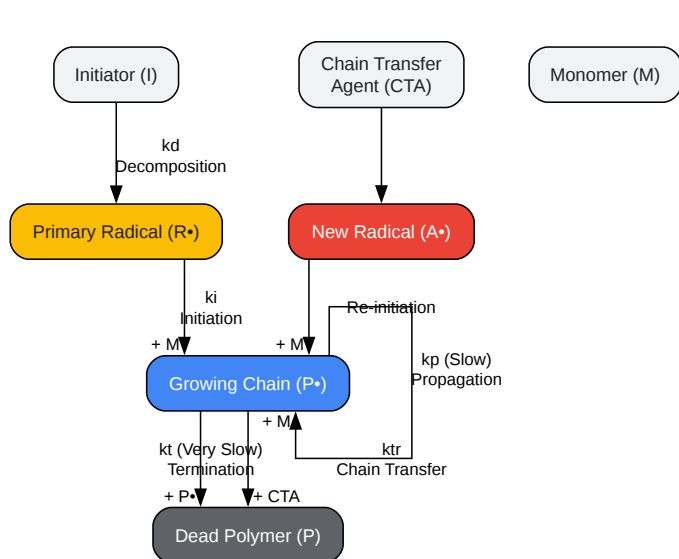 Initiator (I)
Chain Transfer
Agent (CTA)
Monomer (M)
kd
Decomposition
Primary Radical (R•)
New Radical (A•)
ki
Initiation
+ M
Re-initiation
+ M
kp (Slow)
Propagation
Growing Chain (P•)
+ M
kt (Very Slow)
Termination
ktr
Chain Transfer
+ P•
+ CTA
Dead Polymer (P)